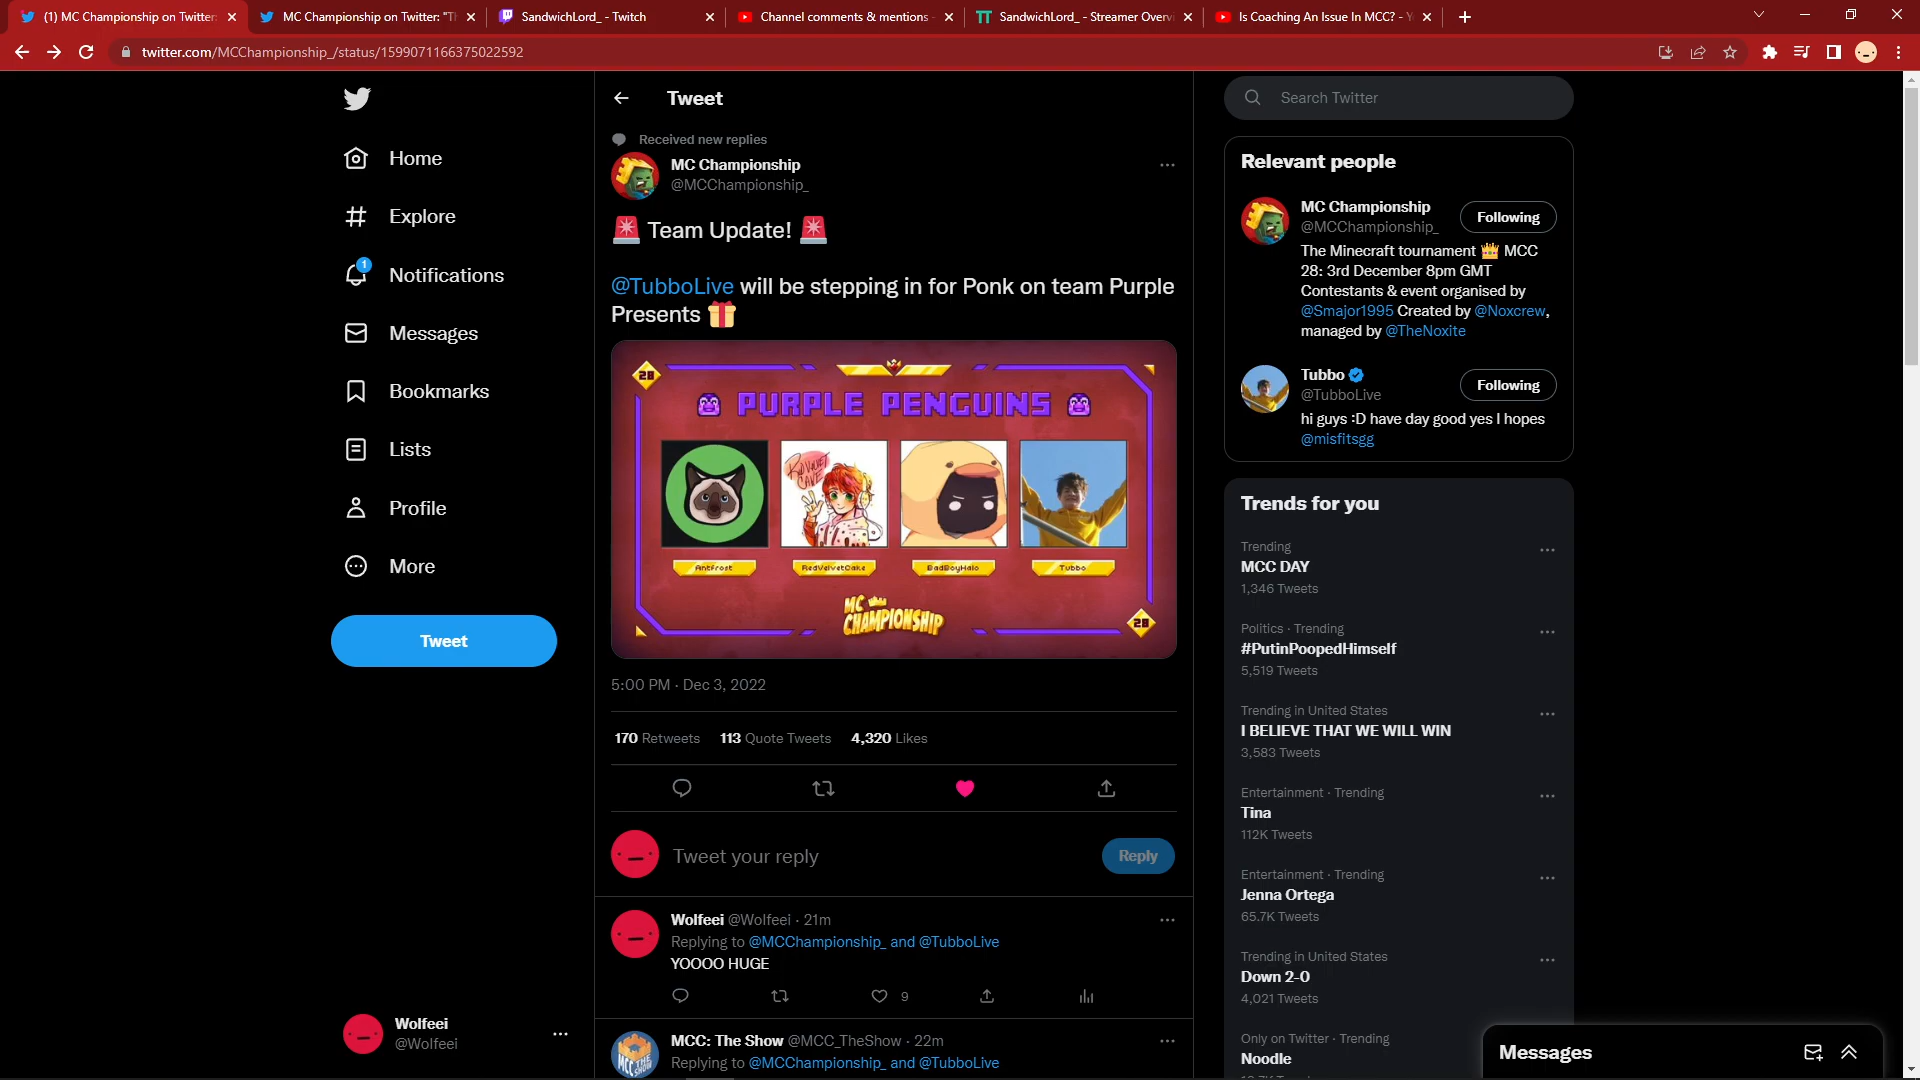 (1) MC Championship on Twitter:
MC Championship on Twitter: "Th
SandwichLord_ - Twitch
Channel comments & mentions -
SandwichLord_ - Streamer Overvi
Is Coaching An Issue In MCC? - Y
twitter.com/MCChampionship_/status/1599071166375022592
Home
Explore
1
Notifications
Messages
Bookmarks
Lists
Profile
More
Tweet
Wolfeei
@Wolfeei
Tweet
Received new replies
MC Championship
@MCChampionship_
🚨 Team Update! 🚨
@TubboLive will be stepping in for Ponk on team Purple
Presents 🎁
28
PURPLE PENGUINS
RED VELVET CAKE
Antfrost
RedVelvetCake
BadBoyHalo
Tubbo
MC
CHAMPIONSHIP
28
5:00 PM · Dec 3, 2022
170 Retweets 113 Quote Tweets 4,320 Likes
Tweet your reply
Reply
Wolfeei @Wolfeei · 21m
Replying to @MCChampionship_ and @TubboLive
YOOOO HUGE
9
MCC: The Show @MCC_TheShow · 22m
Replying to @MCChampionship_ and @TubboLive
MCC THE
SHOW
Search Twitter
Relevant people
MC Championship
@MCChampionship_
Following
The Minecraft tournament 👑 MCC
28: 3rd December 8pm GMT
Contestants & event organised by
@Smajor1995 Created by @Noxcrew,
managed by @TheNoxite
Tubbo
@TubboLive
Following
hi guys :D have day good yes I hopes
@misfitsgg
Trends for you
Trending
MCC DAY
1,346 Tweets
Politics · Trending
#PutinPoopedHimself
5,519 Tweets
Trending in United States
I BELIEVE THAT WE WILL WIN
3,583 Tweets
Entertainment · Trending
Tina
112K Tweets
Entertainment · Trending
Jenna Ortega
65.7K Tweets
Trending in United States
Down 2-0
4,021 Tweets
Only on Twitter · Trending
Noodle
Messages